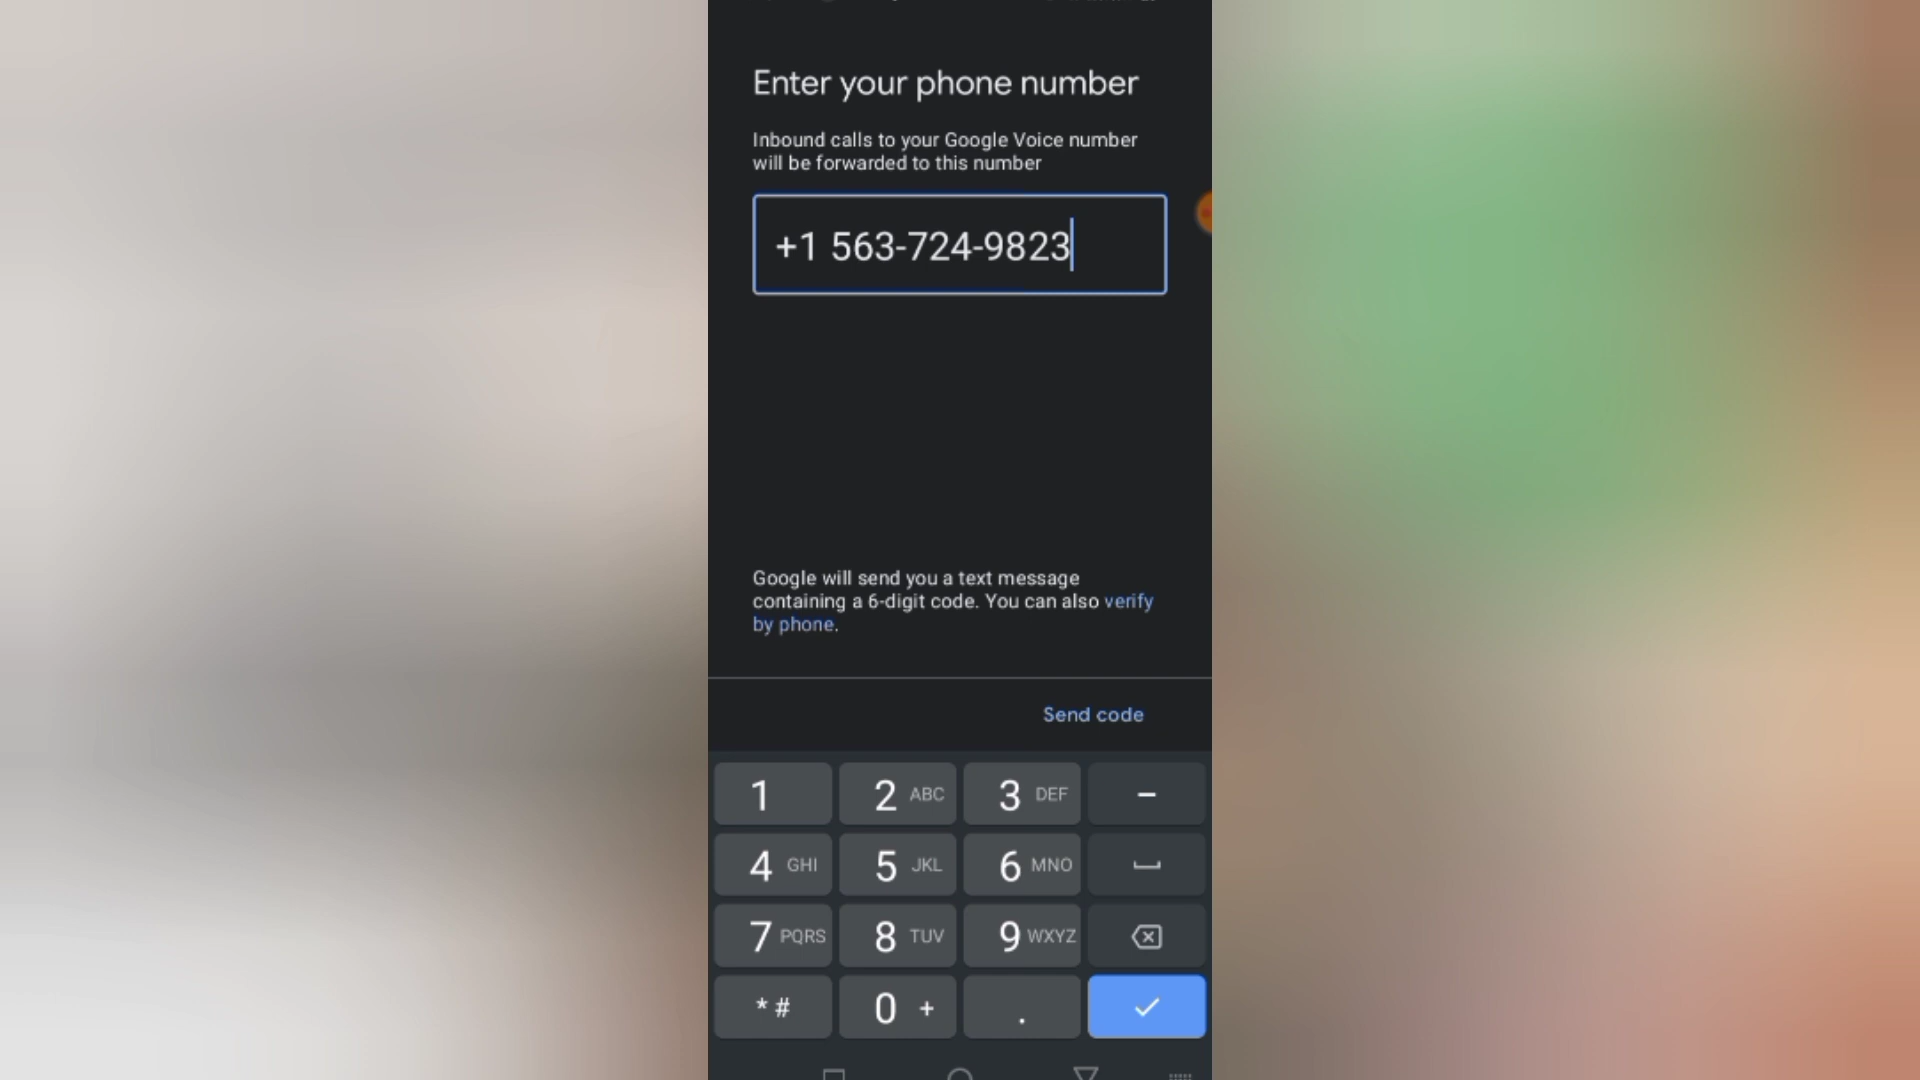 Enter your phone number
Inbound calls to your Google Voice number
will be forwarded to this number
+1 563-724-9823
Google will send you a text message
containing a 6-digit code. You can also verify
by phone.
Send code
1 2 ABC 3 DEF -
4 GHI 5 JKL 6 MNO
7 PQRS 8 TUV 9 WXYZ
* # 0 + .